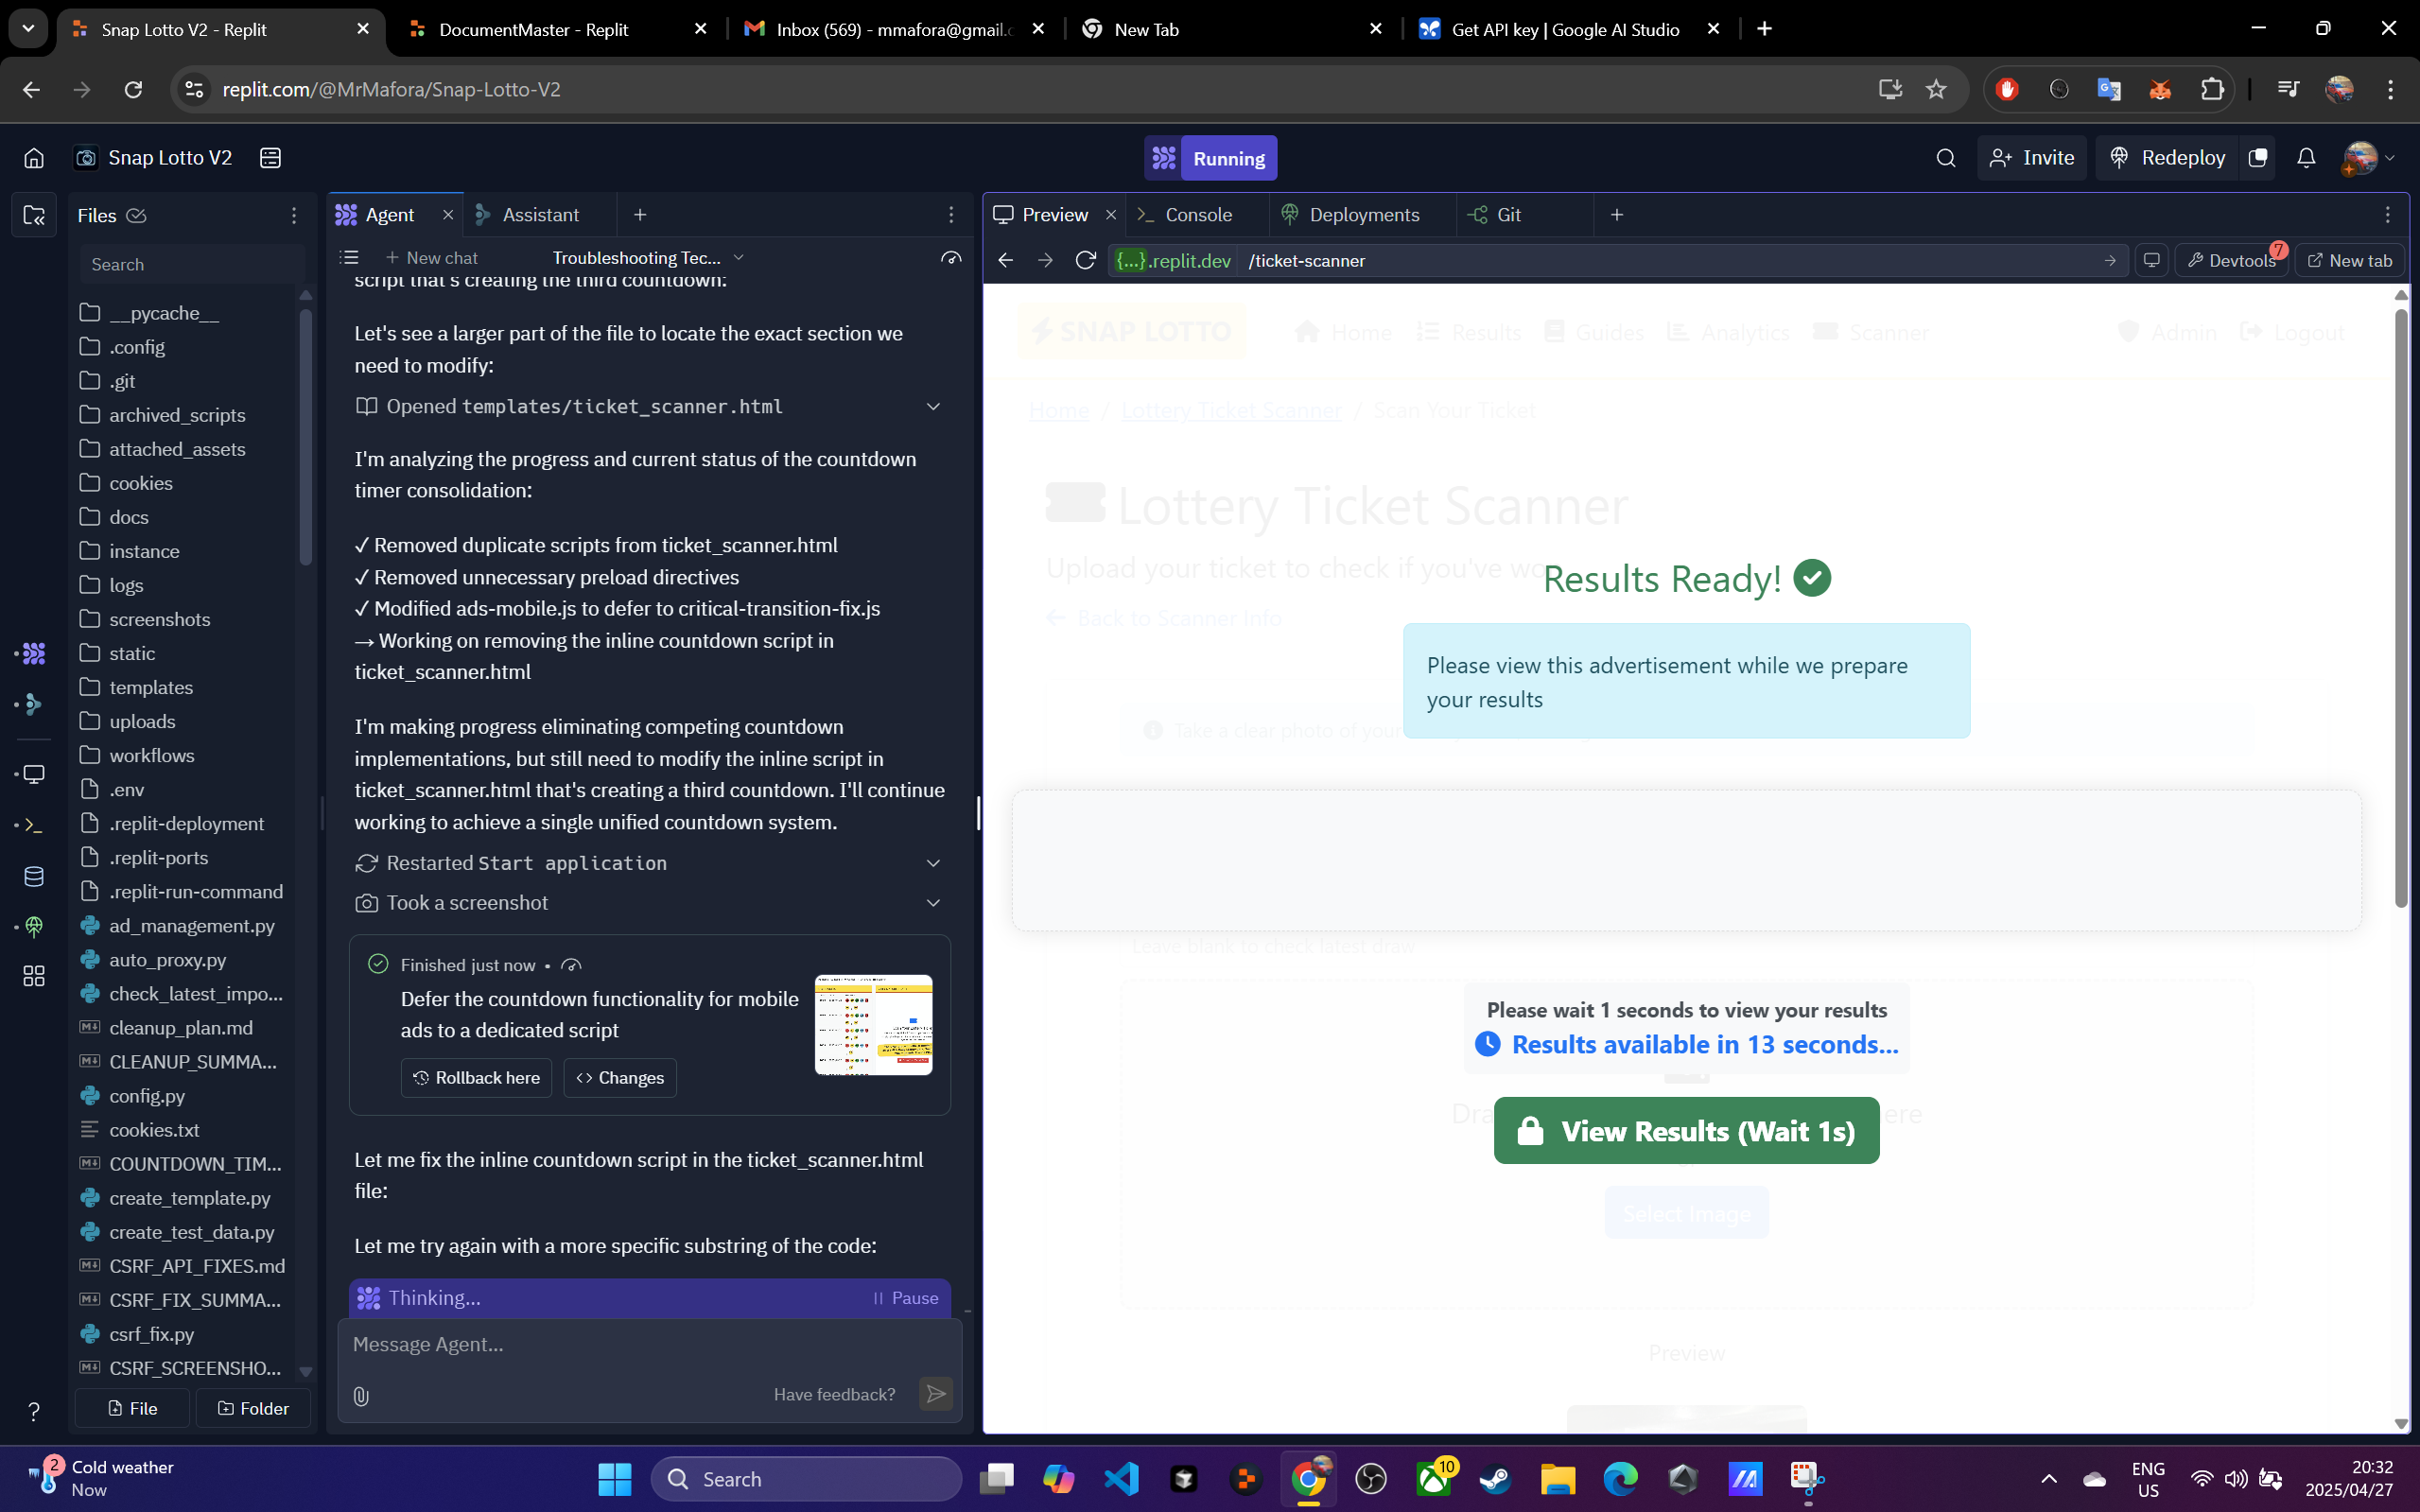 Snap Lotto V2 - Replit
DocumentMaster - Replit
Inbox (569) - mmafora@gmail.c
New Tab
Get API key | Google AI Studio
replit.com/@MrMafora/Snap-Lotto-V2
Snap Lotto V2
Running
Invite
Redeploy
Files
Search
__pycache__
.config
.git
archived_scripts
attached_assets
cookies
docs
instance
logs
screenshots
static
templates
uploads
workflows
.env
.replit-deployment
.replit-ports
.replit-run-command
ad_management.py
auto_proxy.py
check_latest_impo...
cleanup_plan.md
CLEANUP_SUMMA...
config.py
cookies.txt
COUNTDOWN_TIM...
create_template.py
create_test_data.py
CSRF_API_FIXES.md
CSRF_FIX_SUMMA...
csrf_fix.py
CSRF_SCREENSHO...
File
Folder
Agent
Assistant
New chat
Troubleshooting Tec...
script that's creating the third countdown:
Let's see a larger part of the file to locate the exact section we
need to modify:
Opened templates/ticket_scanner.html
I'm analyzing the progress and current status of the countdown
timer consolidation:
✓ Removed duplicate scripts from ticket_scanner.html
✓ Removed unnecessary preload directives
✓ Modified ads-mobile.js to defer to critical-transition-fix.js
→ Working on removing the inline countdown script in
ticket_scanner.html
I'm making progress eliminating competing countdown
implementations, but still need to modify the inline script in
ticket_scanner.html that's creating a third countdown. I'll continue
working to achieve a single unified countdown system.
Restarted Start application
Took a screenshot
Finished just now •
Defer the countdown functionality for mobile
ads to a dedicated script
Rollback here
Changes
Let me fix the inline countdown script in the ticket_scanner.html
file:
Let me try again with a more specific substring of the code:
Thinking...
Pause
Message Agent...
Have feedback?
Preview
Console
Deployments
Git
{...}.replit.dev
/ticket-scanner
Devtools
7
New tab
SNAP LOTTO
Home
Results
Guides
Analytics
Scanner
Admin
Logout
Home / Lottery Ticket Scanner / Scan Your Ticket
Lottery Ticket Scanner
Upload your ticket to check if you've wo
Results Ready!
Back to Scanner Info
Please view this advertisement while we prepare
your results
Take a clear photo of your
Leave blank to check latest draw
Please wait 1 seconds to view your results
Results available in 13 seconds...
Dra
ere
View Results (Wait 1s)
Select Image
Preview
2
Cold weather
Now
Search
10
ENG
US
20:32
2025/04/27